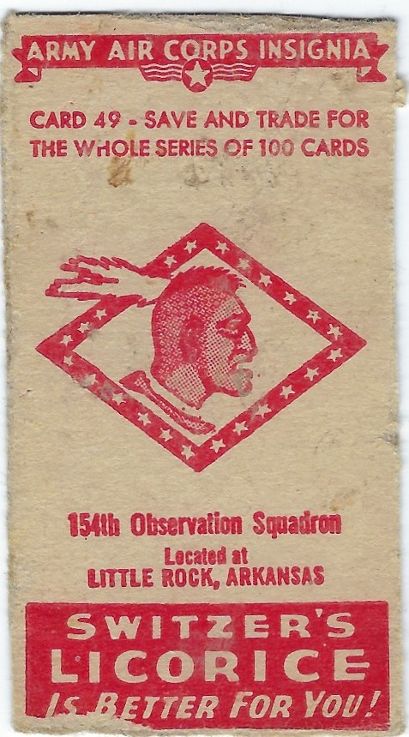 ARMY AIR CORPS INSIGNIA
CARD 49 - SAVE AND TRADE FOR
THE WHOLE SERIES OF 100 CARDS
154th Observation Squadron
Located at
LITTLE ROCK, ARKANSAS
SWITZER'S
LICORICE
IS BETTER FOR YOU!